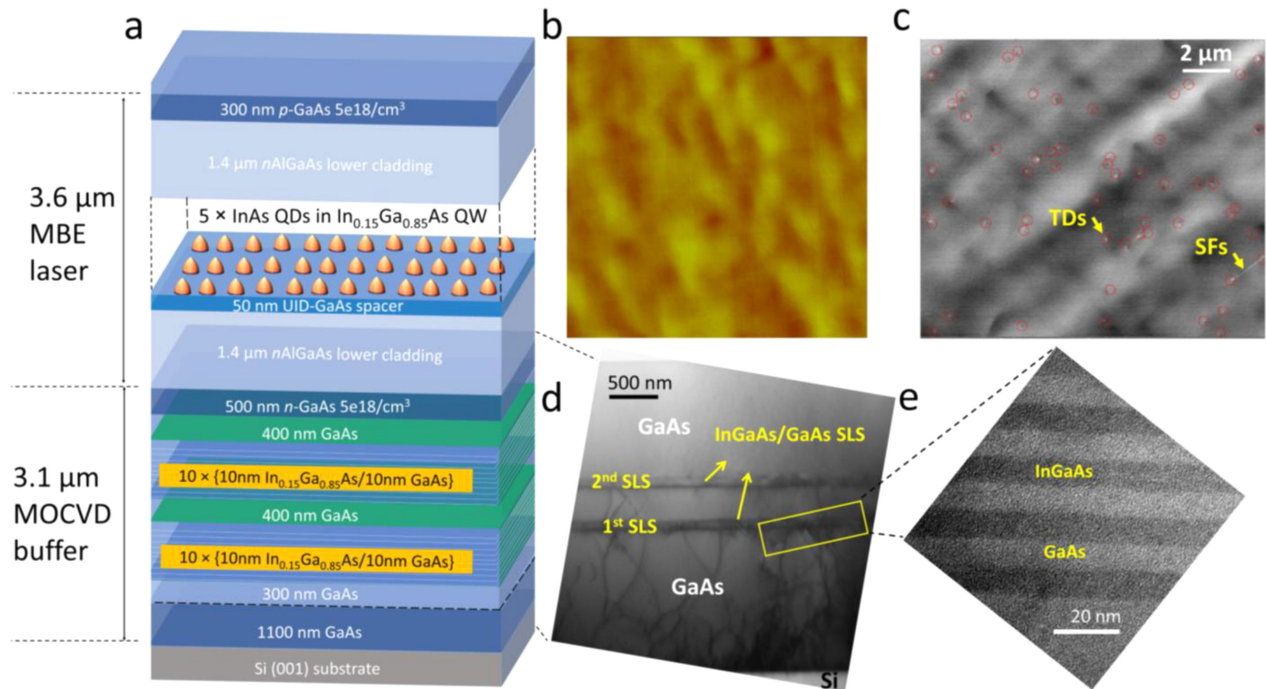 a
300 nm p-GaAs 5e18/cm³
1.4 µm nAlGaAs lower cladding
3.6 µm
MBE
laser
5 × InAs QDs in In₀.₁₅Ga₀.₈₅As QW
50 nm UID-GaAs spacer
1.4 µm nAlGaAs lower cladding
500 nm n-GaAs 5e18/cm³
400 nm GaAs
3.1 µm
MOCVD
buffer
10 × {10nm In₀.₁₅Ga₀.₈₅As/10nm GaAs}
400 nm GaAs
10 × {10nm In₀.₁₅Ga₀.₈₅As/10nm GaAs}
300 nm GaAs
1100 nm GaAs
Si (001) substrate
b
c
2 µm
TDs
SFs
d
500 nm
GaAs
InGaAs/GaAs SLS
2ⁿᵈ SLS
1ˢᵗ SLS
GaAs
Si
e
InGaAs
GaAs
20 nm